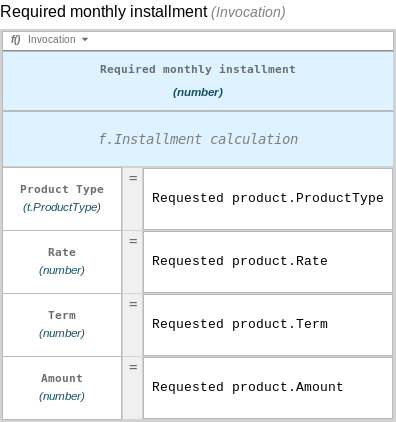 Required monthly installment (Invocation)
f() Invocation
Required monthly installment
(number)
f.Installment calculation
Product Type
(t.ProductType)
=
Requested product.ProductType
Rate
(number)
=
Requested product.Rate
Term
(number)
=
Requested product.Term
Amount
(number)
=
Requested product.Amount